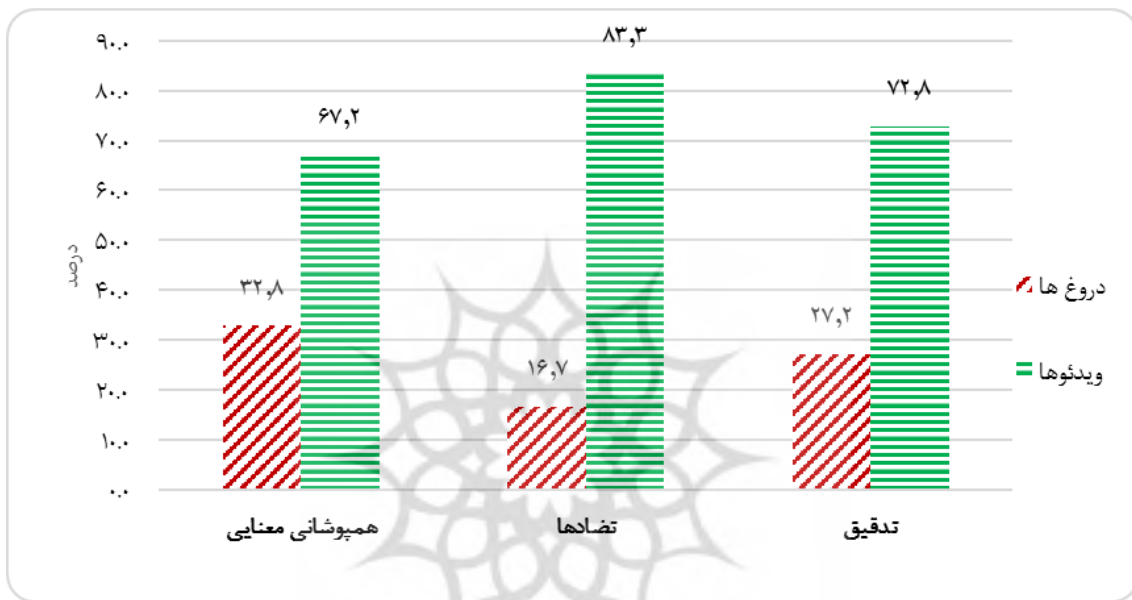 ۹۰.۰
۸۰.۰
۷۰.۰
۶۰.۰
۵۰.۰
۴۰.۰
۳۰.۰
۲۰.۰
۱۰.۰
۰.۰
درصد
۳۲,۸
۶۷,۲
۱۶,۷
۸۳,۳
۲۷,۲
۷۲,۸
همپوشانی معنایی
تضادها
تدقیق
دروغ ها
ویدئوها